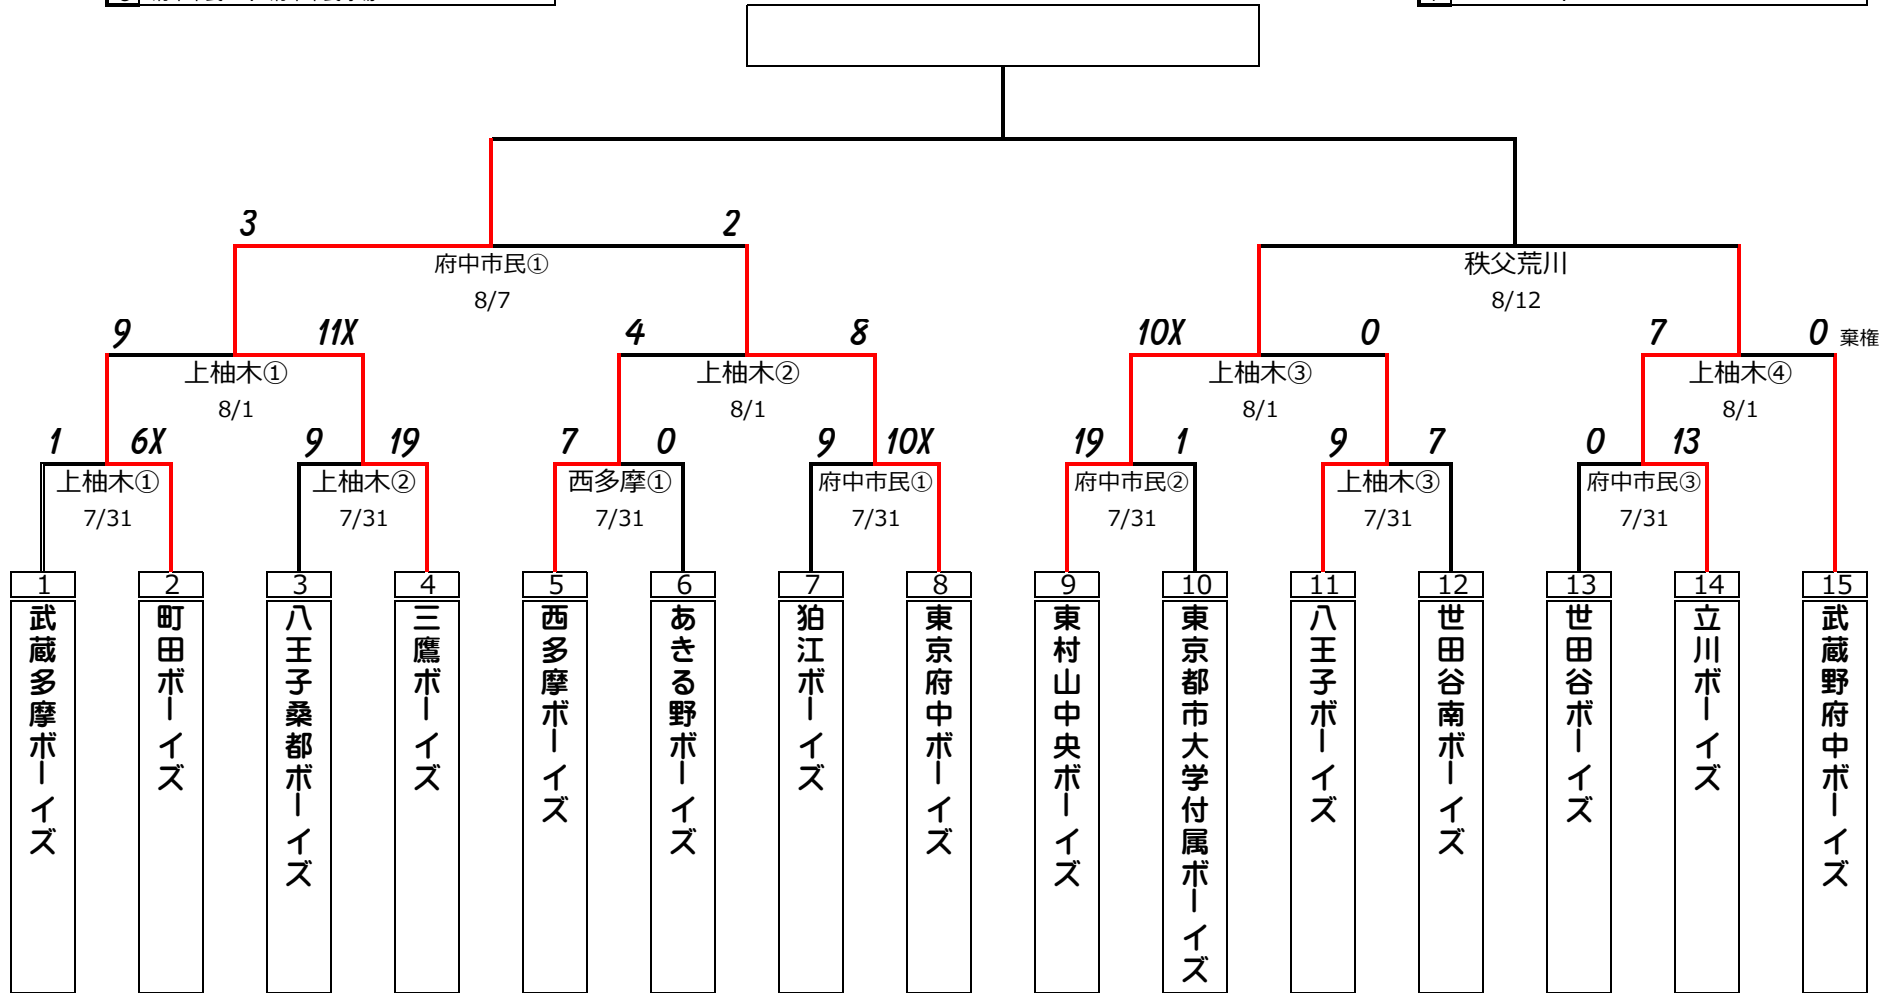 3 2
府中市民① 秩父荒川
8/7 8/12
9 11X 4 8 10X 0 7 0 棄権
上柚木① 上柚木② 上柚木③ 上柚木④
8/1 8/1 8/1 8/1
1 6X 9 19 7 0 9 10X 19 1 9 7 0 13
上柚木① 上柚木② 西多摩① 府中市民① 府中市民② 上柚木③ 府中市民③
7/31 7/31 7/31 7/31 7/31 7/31 7/31
1 2 3 4 5 6 7 8 9 10 11 12 13 14 15
武蔵多摩ボーイズ
町田ボーイズ
八王子桑都ボーイズ
三鷹ボーイズ
西多摩ボーイズ
あきる野ボーイズ
狛江ボーイズ
東京府中ボーイズ
東村山中央ボーイズ
東京都市大学付属ボーイズ
八王子ボーイズ
世田谷南ボーイズ
世田谷ボーイズ
立川ボーイズ
武蔵野府中ボーイズ